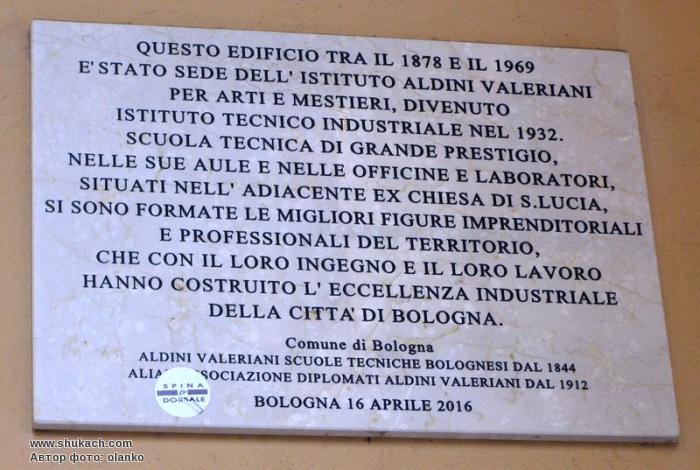 QUESTO EDIFICIO TRA IL 1878 E IL 1969
E' STATO SEDE DELL' ISTITUTO ALDINI VALERIANI
PER ARTI E MESTIERI, DIVENUTO
ISTITUTO TECNICO INDUSTRIALE NEL 1932.
SCUOLA TECNICA DI GRANDE PRESTIGIO,
NELLE SUE AULE E NELLE OFFICINE E LABORATORI,
SITUATI NELL' ADIACENTE EX CHIESA DI S.LUCIA,
SI SONO FORMATE LE MIGLIORI FIGURE IMPRENDITORIALI
E PROFESSIONALI DEL TERRITORIO,
CHE CON IL LORO INGEGNO E IL LORO LAVORO
HANNO COSTRUITO L' ECCELLENZA INDUSTRIALE
DELLA CITTA' DI BOLOGNA.
Comune di Bologna
ALDINI VALERIANI SCUOLE TECNICHE BOLOGNESI DAL 1844
DIPLOMATI ALDINI VALERIANI DAL 1912
SPINA
DORSALE
BOLOGNA 16 APRILE 2016
www.shukach.com
Автор фото: olanko